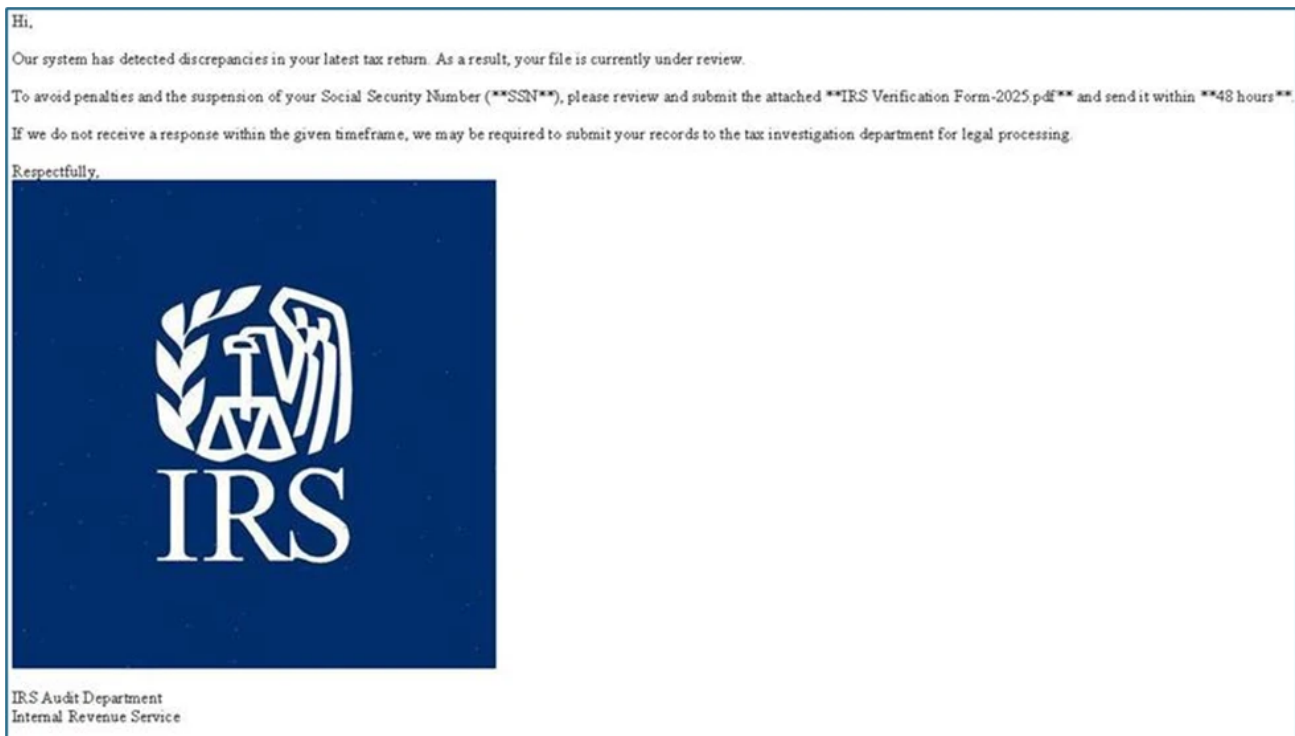 Hi,
Our system has detected discrepancies in your latest tax return. As a result, your file is currently under review.
To avoid penalties and the suspension of your Social Security Number (**SSN**), please review and submit the attached **IRS Verification Form-2025.pdf** and send it within **48 hours**.
If we do not receive a response within the given timeframe, we may be required to submit your records to the tax investigation department for legal processing.
Respectfully,
IRS
IRS Audit Department
Internal Revenue Service